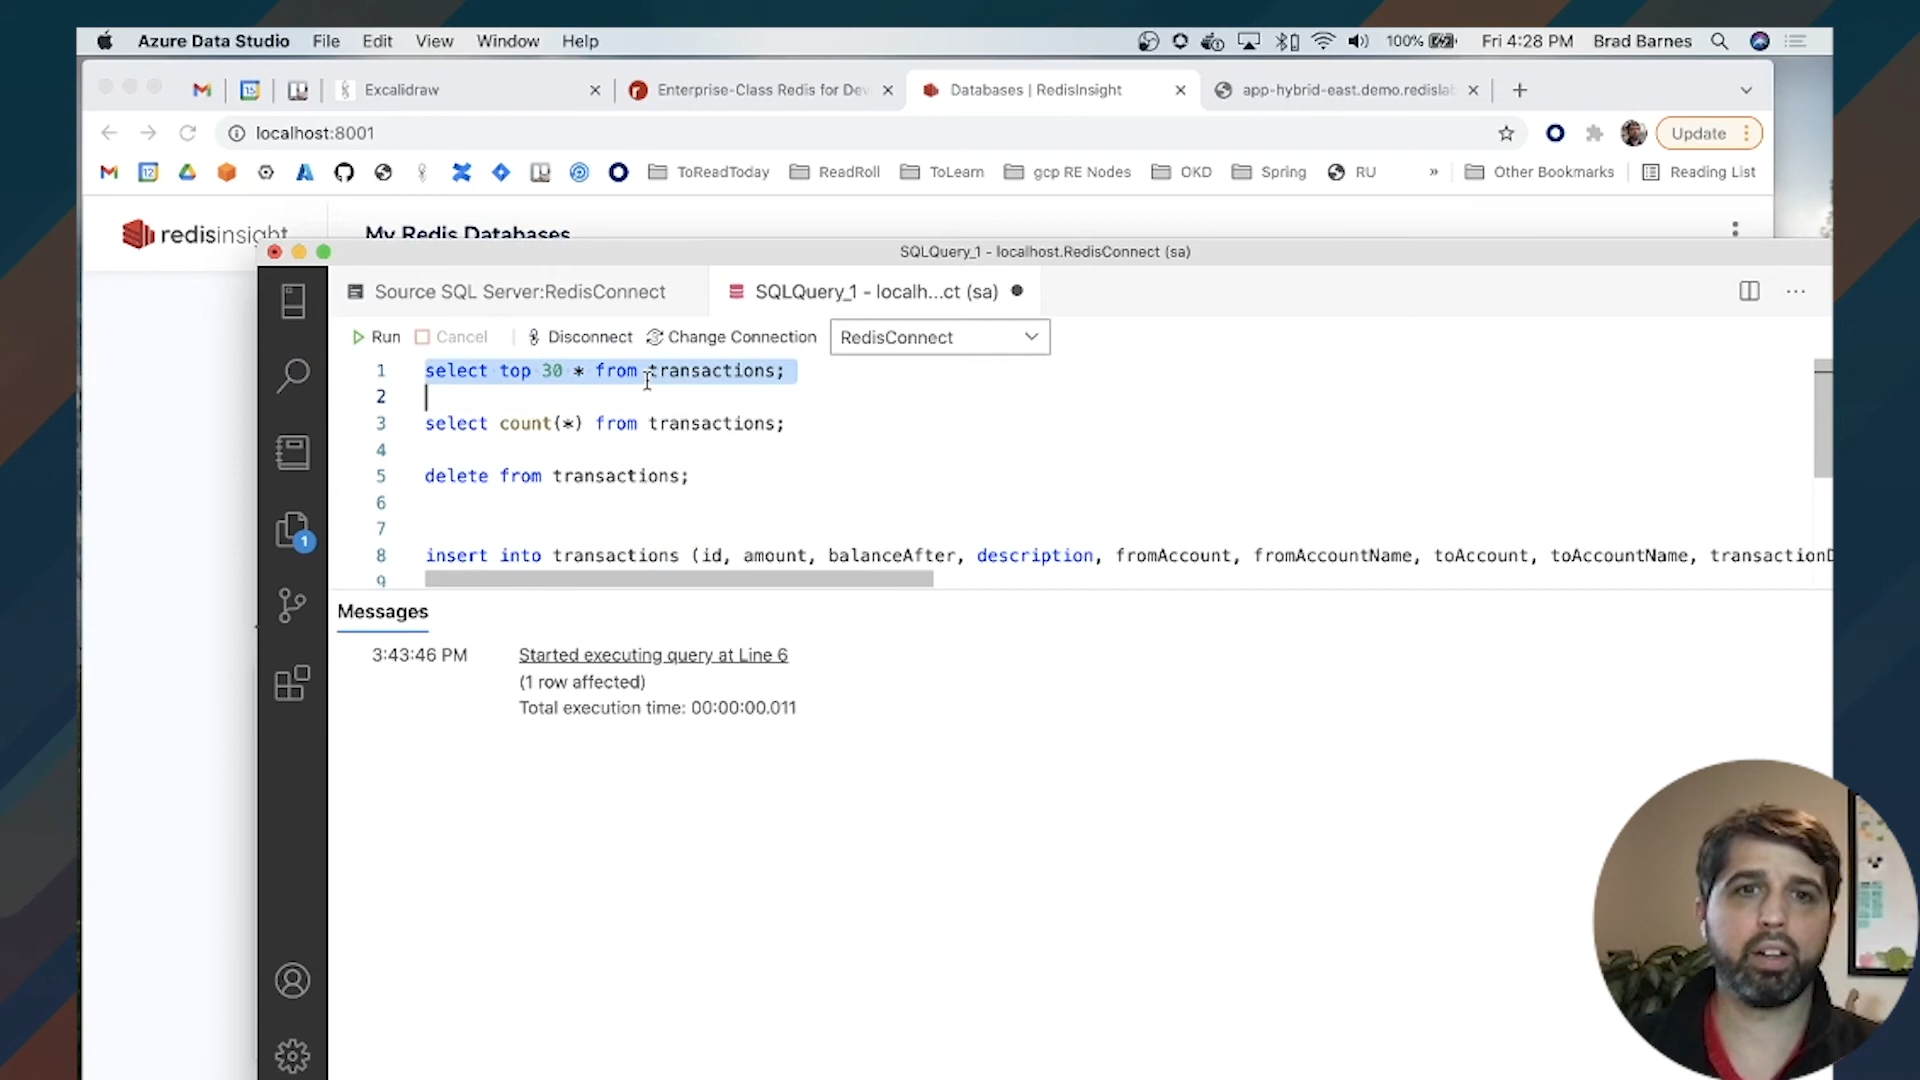 Azure Data Studio File Edit View Window Help 100% Fri 4:28 PM Brad Barnes
Excalidraw Enterprise-Class Redis for Dev Databases | RedisInsight app-hybrid-east.demo.redislab
localhost:8001 Update
12 ToReadToday ReadRoll ToLearn gcp RE Nodes OKD Spring RU » Other Bookmarks Reading List
redisinsight My Redis Databases
SQLQuery_1 - localhost.RedisConnect (sa)
Source SQL Server:RedisConnect SQLQuery_1 - localh...ct (sa)
Run Cancel Disconnect Change Connection RedisConnect
1 select top 30 * from transactions;
2
3 select count(*) from transactions;
4
5 delete from transactions;
6
7
8 insert into transactions (id, amount, balanceAfter, description, fromAccount, fromAccountName, toAccount, toAccountName, transactionD
9
1
Messages
3:43:46 PM Started executing query at Line 6
(1 row affected)
Total execution time: 00:00:00.011